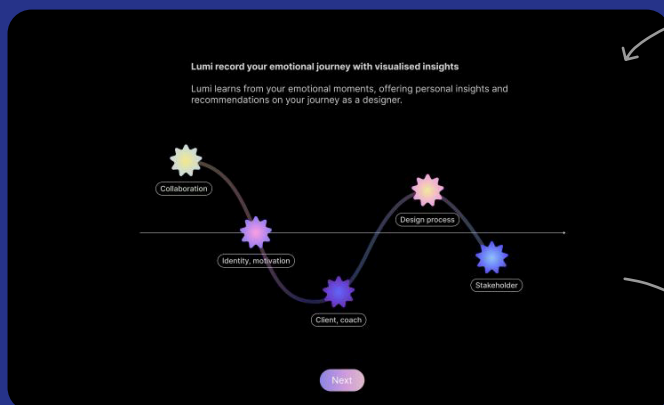 Lumi record your emotional journey with visualised insights
Lumi learns from your emotional moments, offering personal insights and
recommendations on your journey as a designer.
Collaboration
Design process
Identity, motivation
Stakeholder
Client, coach
Next